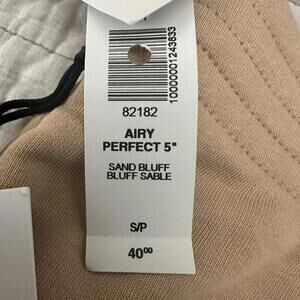 10000001243833
82182
AIRY
PERFECT 5"
SAND BLUFF
BLUFF SABLE
S/P
40⁰⁰